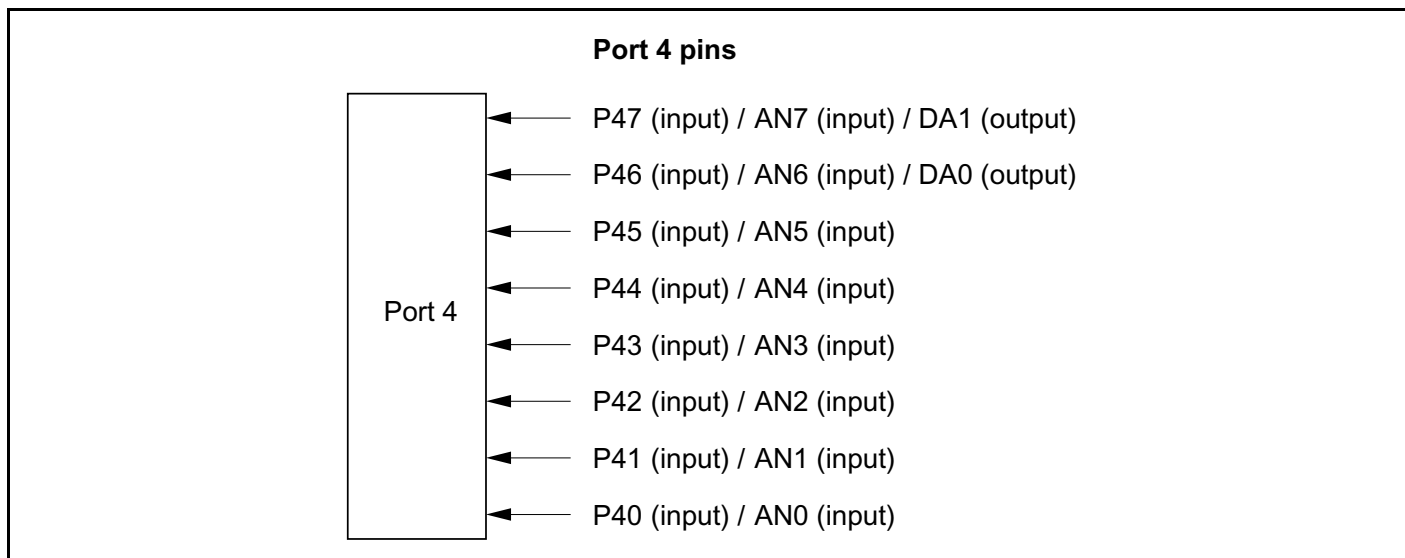 Port 4 pins
P47 (input) / AN7 (input) / DA1 (output)
P46 (input) / AN6 (input) / DA0 (output)
P45 (input) / AN5 (input)
P44 (input) / AN4 (input)
Port 4
P43 (input) / AN3 (input)
P42 (input) / AN2 (input)
P41 (input) / AN1 (input)
P40 (input) / AN0 (input)